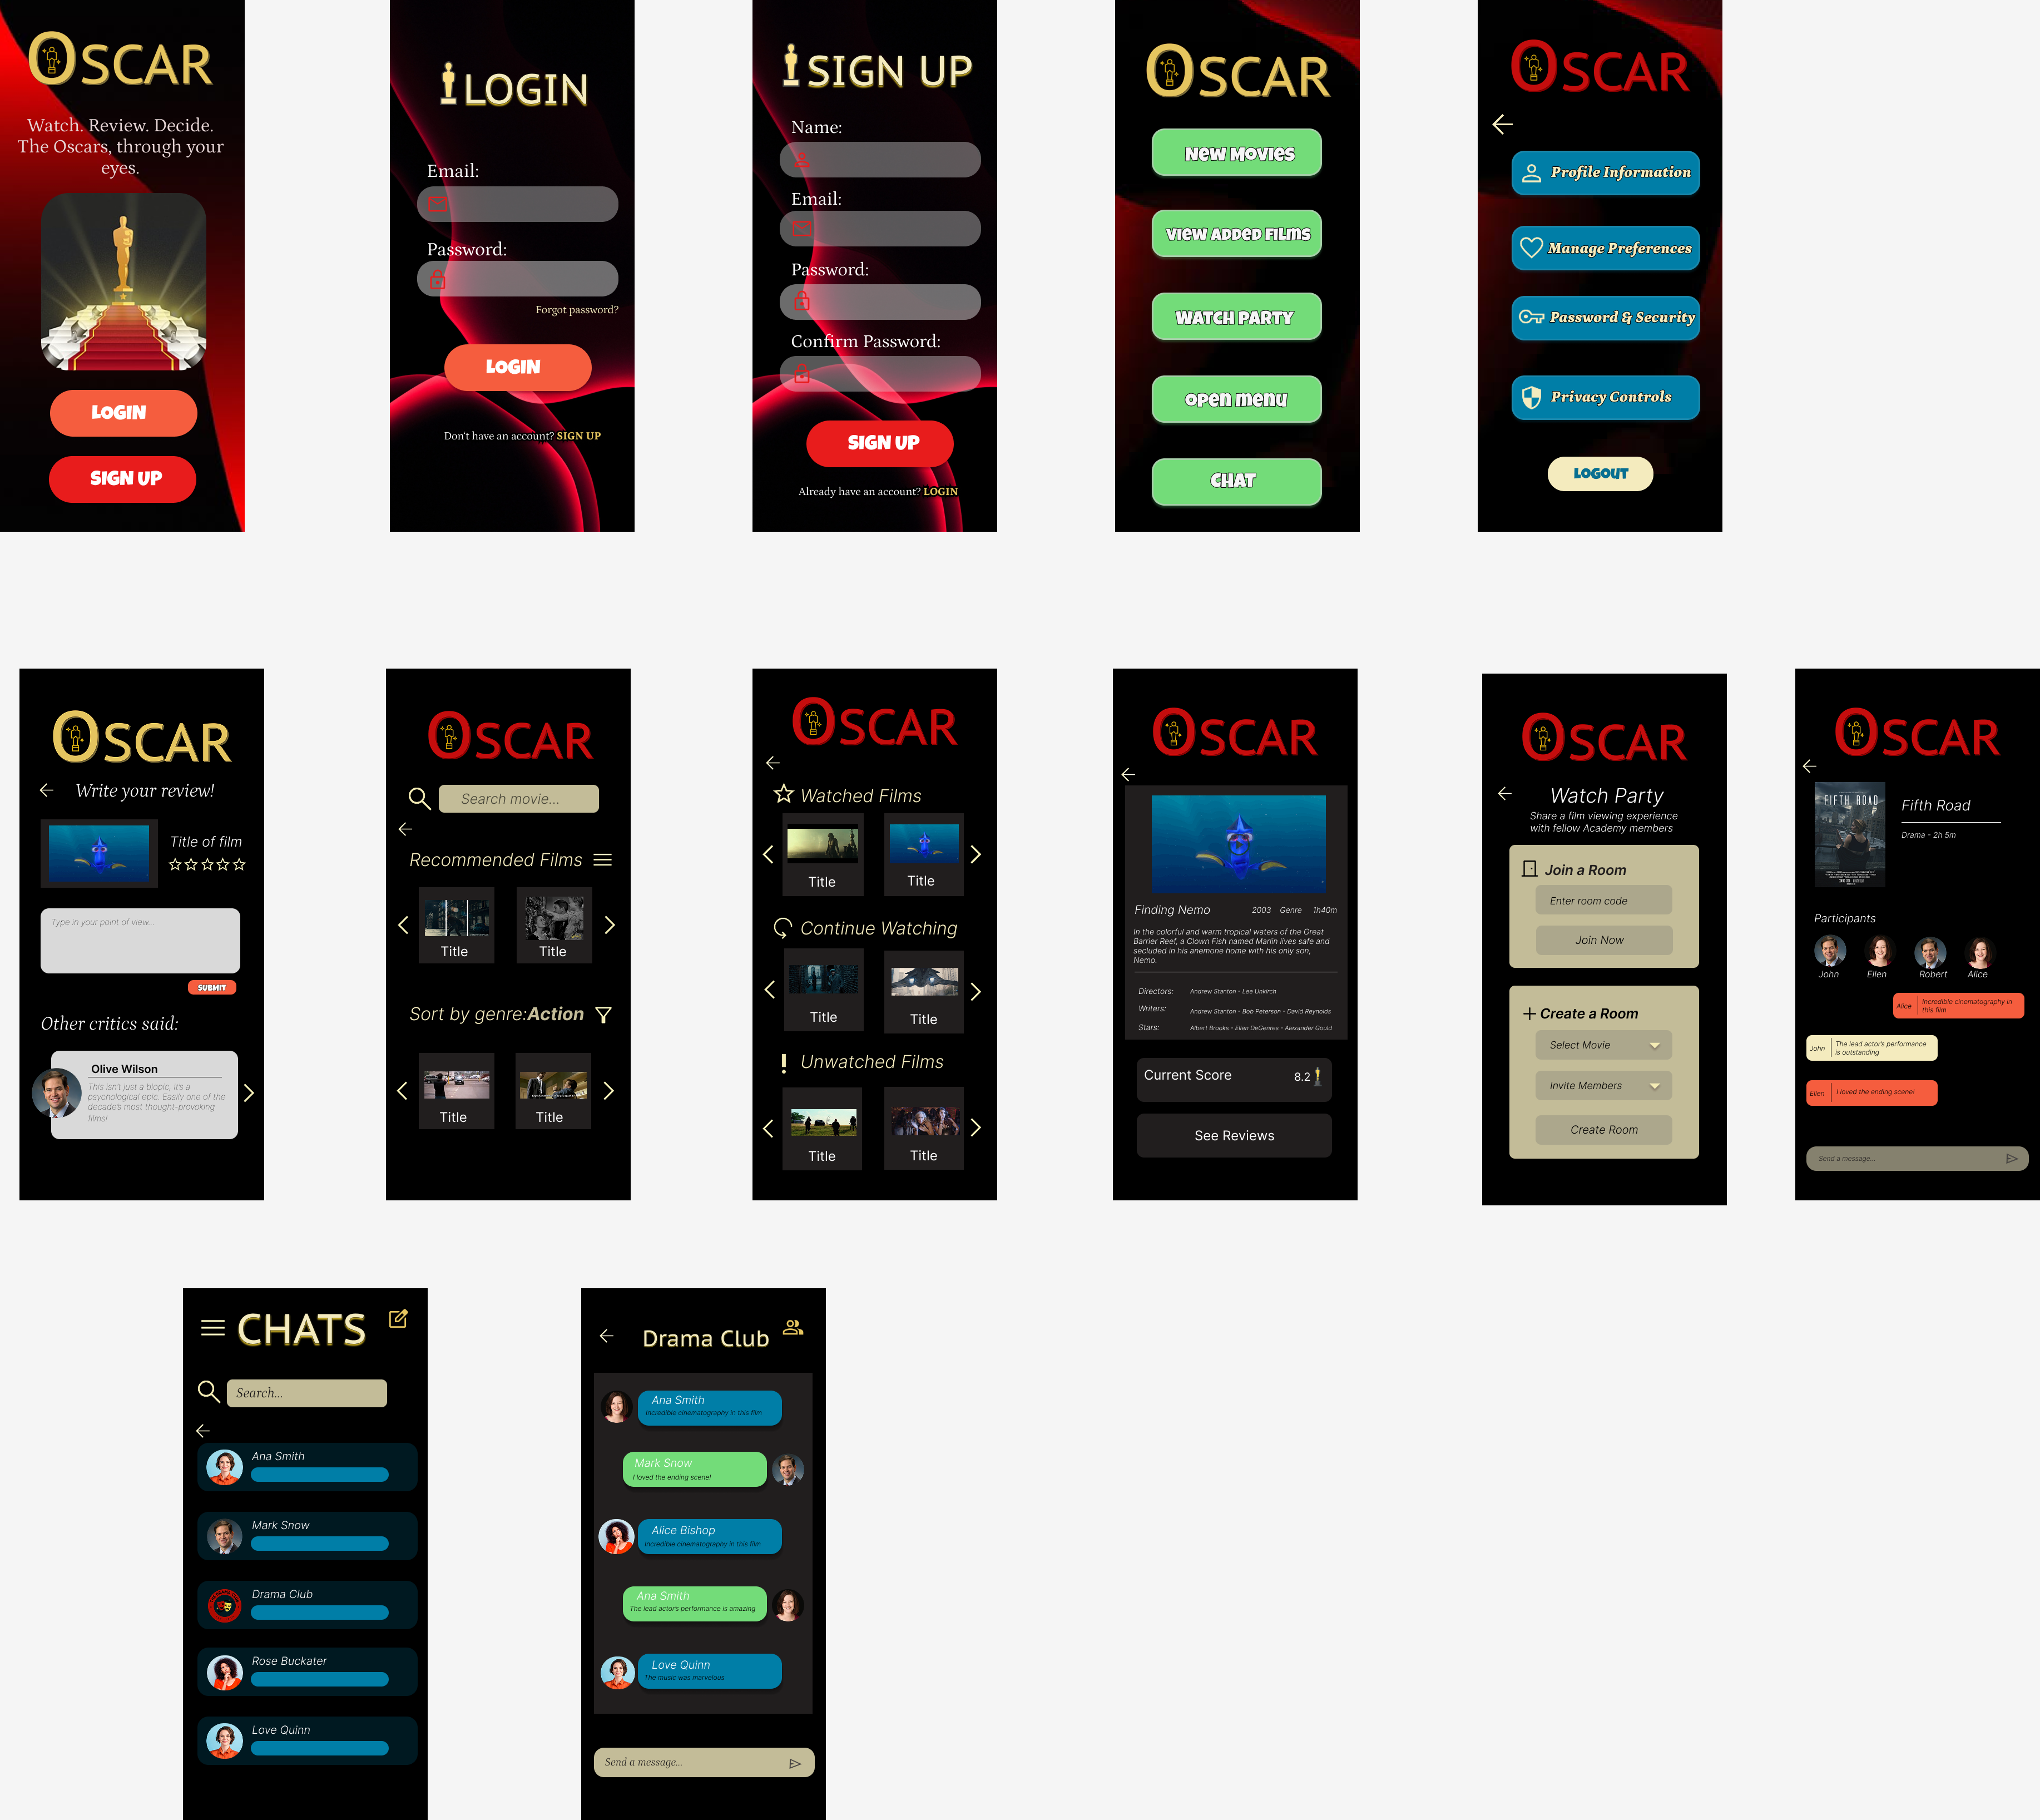 OSCAR
Watch. Review. Decide.
The Oscars, through your
eyes.
LOGIN
SIGN UP
LOGIN
Email:
Password:
Forgot password?
LOGIN
Don't have an account? SIGN UP
SIGN UP
Name:
Email:
Password:
Confirm Password:
SIGN UP
Already have an account? LOGIN
OSCAR
New Movies
View Added Films
WATCH PARTY
Open menu
CHAT
OSCAR
Profile Information
Manage Preferences
Password & Security
Privacy Controls
LOGOUT
OSCAR
Write your review!
Title of film
Type in your point of view...
SUBMIT
Other critics said:
Olive Wilson
This isn't just a biopic, it's a
psychological epic. Easily one of the
decade's most thought-provoking
films!
OSCAR
Search movie...
Recommended Films
Title
Title
Sort by genre:Action
Title
Title
OSCAR
Watched Films
Title
Title
Continue Watching
Title
Title
Unwatched Films
Title
Title
OSCAR
Finding Nemo 2003 Genre 1h40m
In the colorful and warm tropical waters of the Great
Barrier Reef, a Clown Fish named Marlin lives safe and
secluded in his anemone home with his only son,
Nemo.
Directors: Andrew Stanton - Lee Unkirch
Writers: Andrew Stanton - Bob Peterson - David Reynolds
Stars: Albert Brooks - Ellen DeGenres - Alexander Gould
Current Score 8.2
See Reviews
OSCAR
Watch Party
Share a film viewing experience
with fellow Academy members
Join a Room
Enter room code
Join Now
Create a Room
Select Movie
Invite Members
Create Room
OSCAR
FIFTH ROAD
Fifth Road
Drama - 2h 5m
Participants
John Ellen Robert Alice
Alice Incredible cinematography in
this film
John The lead actor's performance
is outstanding
Ellen I loved the ending scene!
Send a message...
CHATS
Search...
Ana Smith
Mark Snow
Drama Club
Rose Buckater
Love Quinn
Drama Club
Ana Smith
Incredible cinematography in this film
Mark Snow
I loved the ending scene!
Alice Bishop
Incredible cinematography in this film
Ana Smith
The lead actor's performance is amazing
Love Quinn
The music was marvelous
Send a message...